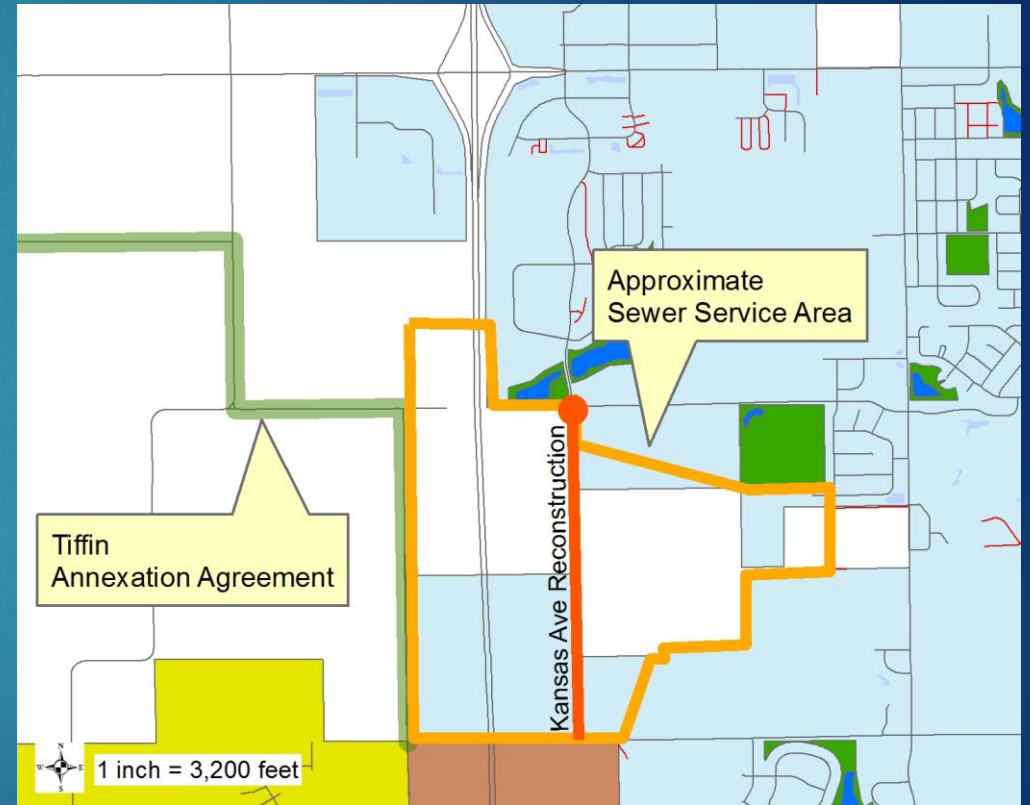 Approximate
Sewer Service Area
Kansas Ave Reconstruction
Tiffin
Annexation Agreement
N
W
E
S
1 inch = 3,200 feet